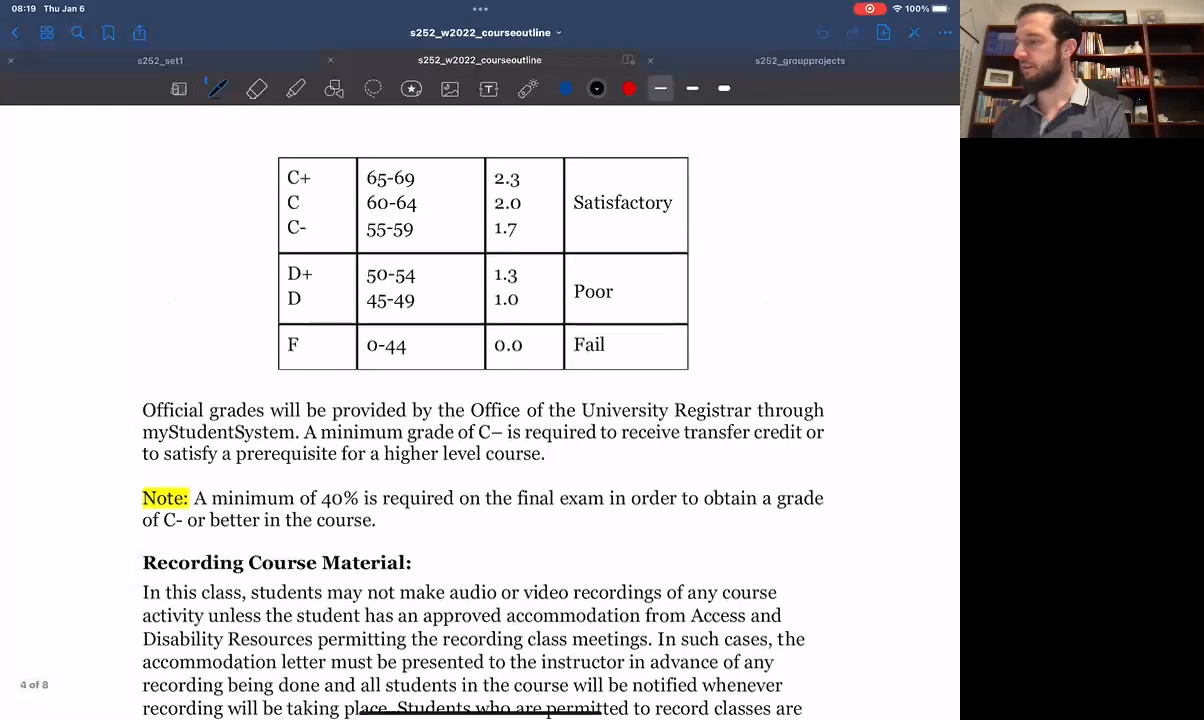 08:19 Thu Jan 6
100%
s252_w2022_courseoutline
s252_set1
s252_w2022_courseoutline
s252_groupprojects
C+ 65-69 2.3
C 60-64 2.0 Satisfactory
C- 55-59 1.7
D+ 50-54 1.3
D 45-49 1.0 Poor
F 0-44 0.0 Fail
Official grades will be provided by the Office of the University Registrar through
myStudentSystem. A minimum grade of C– is required to receive transfer credit or
to satisfy a prerequisite for a higher level course.
Note: A minimum of 40% is required on the final exam in order to obtain a grade
of C- or better in the course.
Recording Course Material:
In this class, students may not make audio or video recordings of any course
activity unless the student has an approved accommodation from Access and
Disability Resources permitting the recording class meetings. In such cases, the
accommodation letter must be presented to the instructor in advance of any
recording being done and all students in the course will be notified whenever
recording will be taking place. Students who are permitted to record classes are
4 of 8